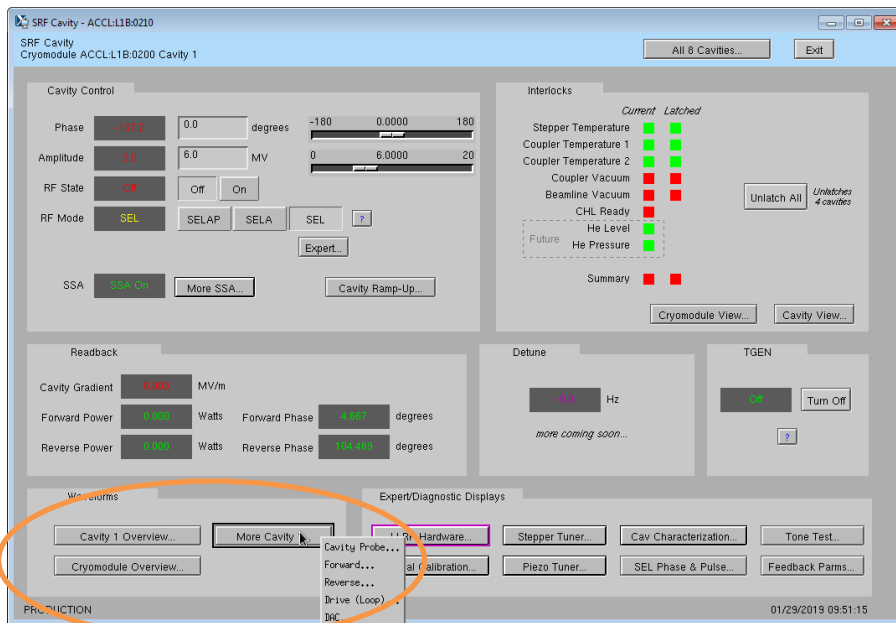 SRF Cavity - ACCL:L1B:0210
SRF Cavity
Cryomodule ACCL:L1B:0200 Cavity 1
All 8 Cavities...
Exit
Cavity Control
Phase
-167.2
0.0
degrees
-180 0.0000 180
Amplitude
0.0
6.0
MV
0 6.0000 20
RF State
Off
Off
On
RF Mode
SEL
SELAP
SELA
SEL
?
Expert...
SSA
SSA On
More SSA...
Cavity Ramp-Up...
Interlocks
Current Latched
Stepper Temperature
Coupler Temperature 1
Coupler Temperature 2
Coupler Vacuum
Beamline Vacuum
CHL Ready
Future
He Level
He Pressure
Summary
Unlatch All
Unlatches
4 cavities
Cryomodule View...
Cavity View...
Readback
Cavity Gradient
0.003
MV/m
Forward Power
0.000
Watts
Forward Phase
4.667
degrees
Reverse Power
0.000
Watts
Reverse Phase
104.469
degrees
Detune
Hz
more coming soon...
TGEN
Off
Turn Off
?
Waveforms
Cavity 1 Overview...
More Cavity
Cryomodule Overview...
Cavity Probe...
Forward...
Reverse...
Drive (Loop)...
DAC
Expert/Diagnostic Displays
Hardware...
Stepper Tuner...
Cav Characterization...
Tone Test...
Calibration...
Piezo Tuner...
SEL Phase & Pulse...
Feedback Parms...
PRODUCTION
01/29/2019 09:51:15